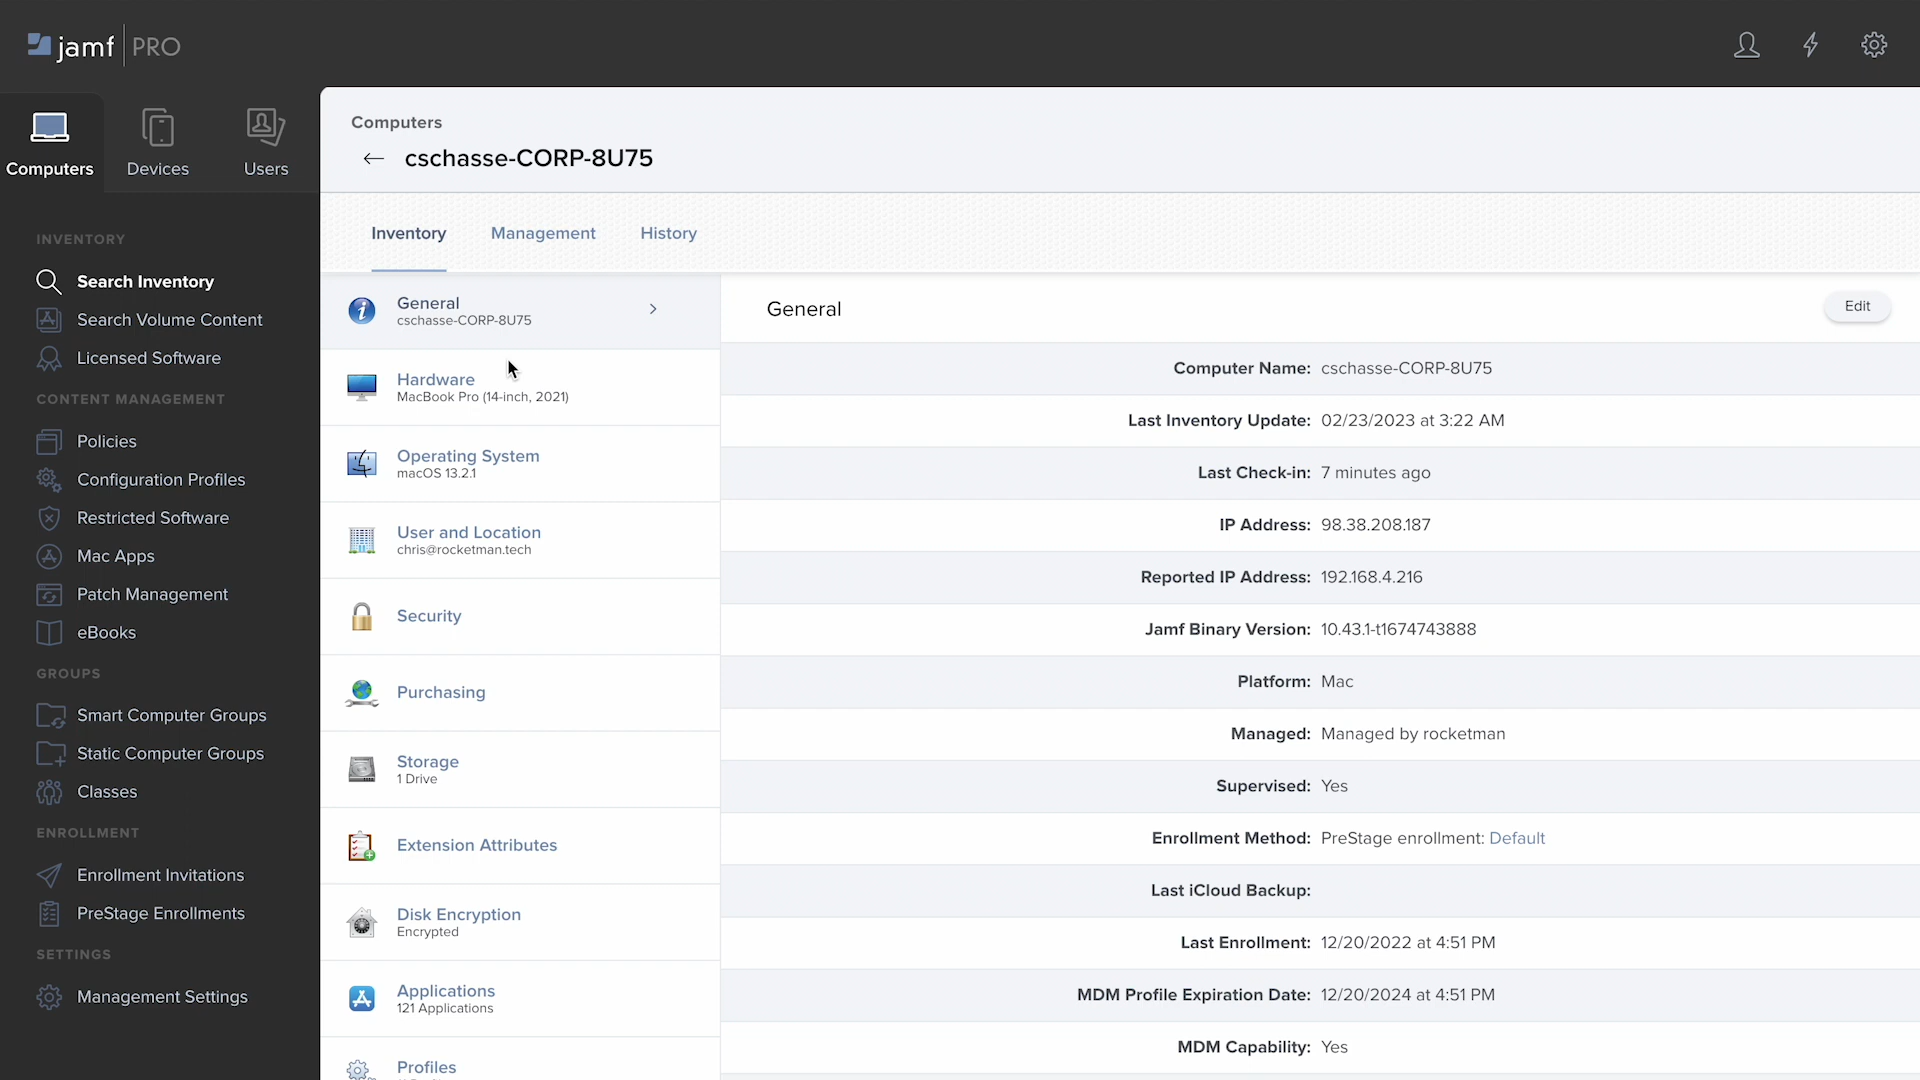 jamf PRO
Computers
Devices
Users
INVENTORY
Search Inventory
Search Volume Content
Licensed Software
CONTENT MANAGEMENT
Policies
Configuration Profiles
Restricted Software
Mac Apps
Patch Management
eBooks
GROUPS
Smart Computer Groups
Static Computer Groups
Classes
ENROLLMENT
Enrollment Invitations
PreStage Enrollments
SETTINGS
Management Settings
Computers
← cschasse-CORP-8U75
Inventory Management History
General
cschasse-CORP-8U75
Hardware
MacBook Pro (14-inch, 2021)
Operating System
macOS 13.2.1
User and Location
chris@rocketman.tech
Security
Purchasing
Storage
1 Drive
Extension Attributes
Disk Encryption
Encrypted
Applications
121 Applications
Profiles
General
Edit
Computer Name: cschasse-CORP-8U75
Last Inventory Update: 02/23/2023 at 3:22 AM
Last Check-in: 7 minutes ago
IP Address: 98.38.208.187
Reported IP Address: 192.168.4.216
Jamf Binary Version: 10.43.1-t1674743888
Platform: Mac
Managed: Managed by rocketman
Supervised: Yes
Enrollment Method: PreStage enrollment: Default
Last iCloud Backup:
Last Enrollment: 12/20/2022 at 4:51 PM
MDM Profile Expiration Date: 12/20/2024 at 4:51 PM
MDM Capability: Yes